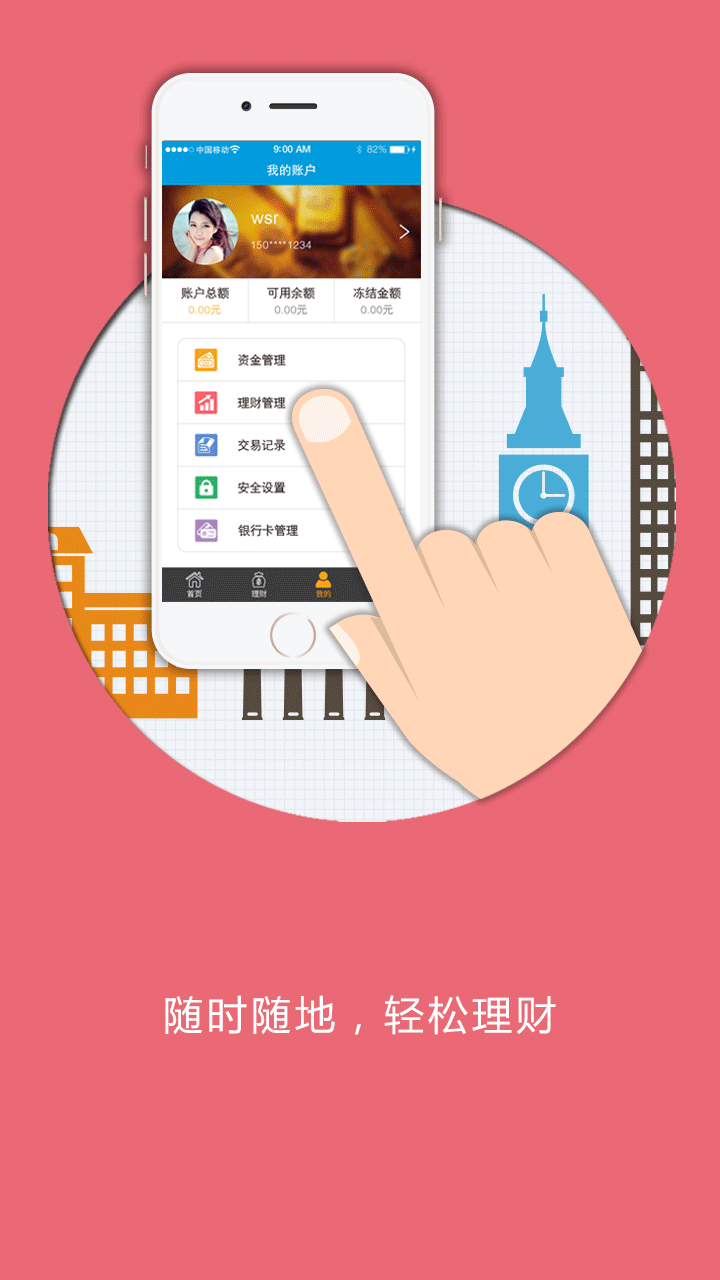 中国移动 9:00 AM 82%
我的账户
wsr
150****1234
账户总额 可用余额 冻结金额
0.00元 0.00元 0.00元
资金管理
理财管理
交易记录
安全设置
银行卡管理
首页 理财 我的
随时随地，轻松理财